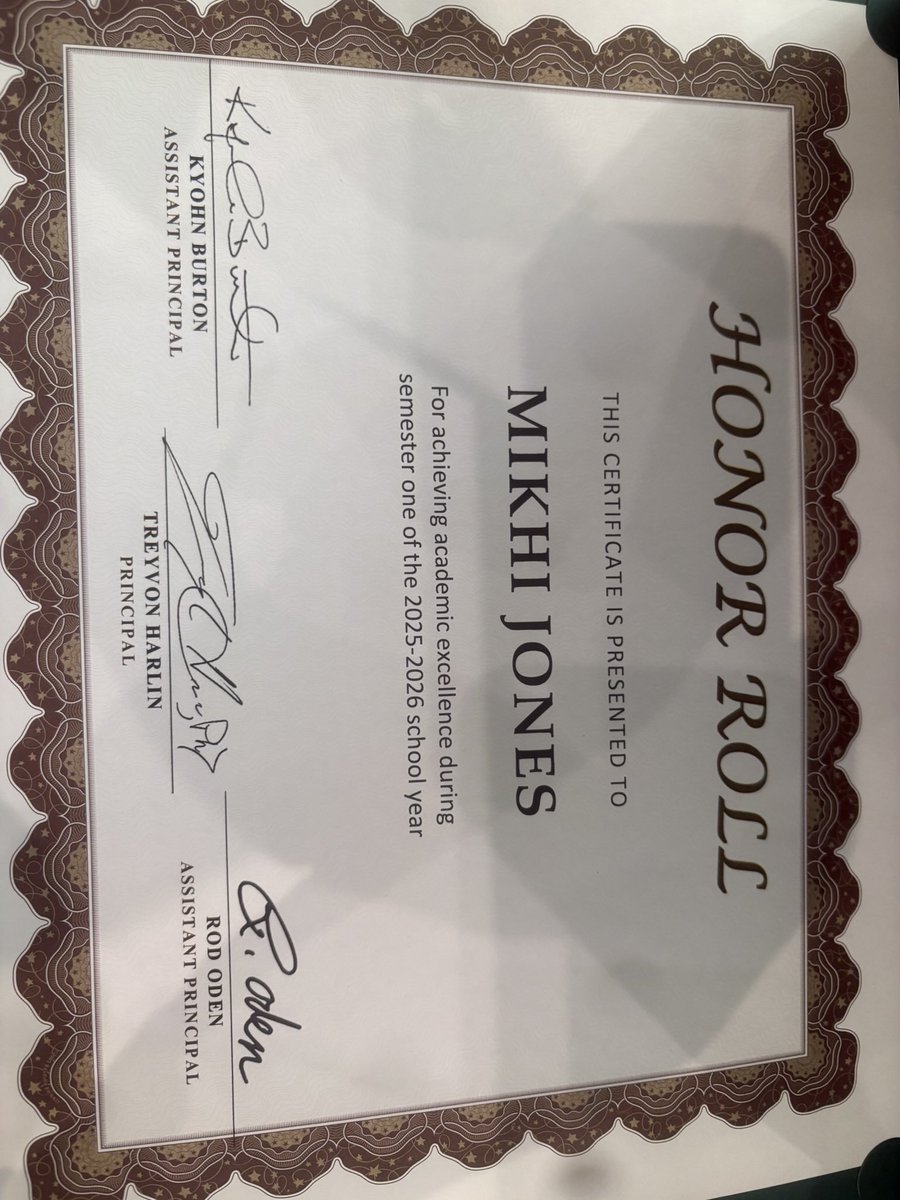 HONOR ROLL
THIS CERTIFICATE IS PRESENTED TO
MIKHI JONES
For achieving academic excellence during
semester one of the 2025-2026 school year
KYOHN BURTON
ASSISTANT PRINCIPAL
TREYVON HARLIN
PRINCIPAL
R. Oden
ROD ODEN
ASSISTANT PRINCIPAL